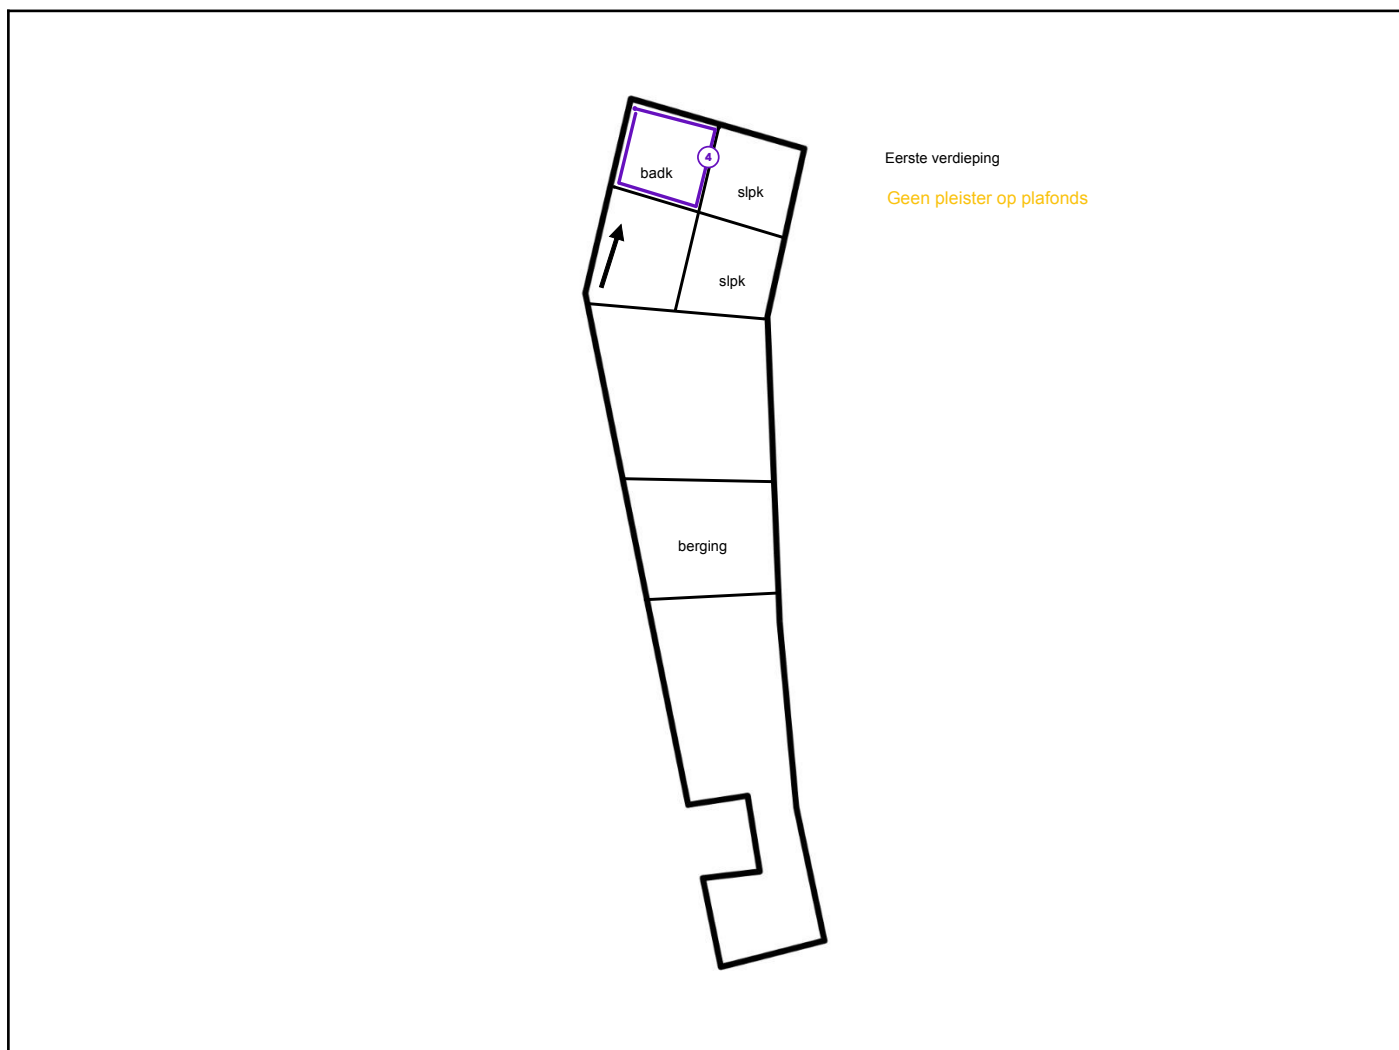 Eerste verdieping
Geen pleister op plafonds
4
badk
slpk
slpk
berging